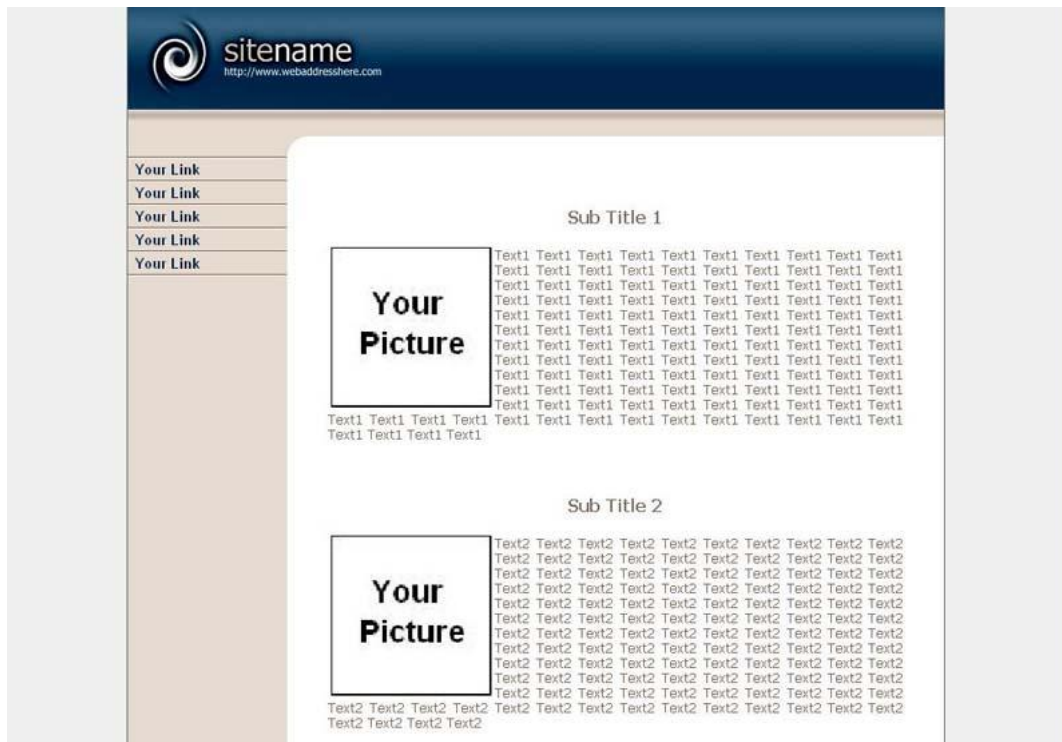 sitename
http://www.webaddresshere.com
Your Link
Your Link
Your Link
Your Link
Your Link
Sub Title 1
Your
Picture
Text1 Text1 Text1 Text1 Text1 Text1 Text1 Text1 Text1 Text1
Text1 Text1 Text1 Text1 Text1 Text1 Text1 Text1 Text1 Text1
Text1 Text1 Text1 Text1 Text1 Text1 Text1 Text1 Text1 Text1
Text1 Text1 Text1 Text1 Text1 Text1 Text1 Text1 Text1 Text1
Text1 Text1 Text1 Text1 Text1 Text1 Text1 Text1 Text1 Text1
Text1 Text1 Text1 Text1 Text1 Text1 Text1 Text1 Text1 Text1
Text1 Text1 Text1 Text1 Text1 Text1 Text1 Text1 Text1 Text1
Text1 Text1 Text1 Text1 Text1 Text1 Text1 Text1 Text1 Text1
Text1 Text1 Text1 Text1 Text1 Text1 Text1 Text1 Text1 Text1
Text1 Text1 Text1 Text1 Text1 Text1 Text1 Text1 Text1 Text1
Text1 Text1 Text1 Text1 Text1 Text1 Text1 Text1 Text1 Text1
Text1 Text1 Text1 Text1 Text1 Text1 Text1 Text1 Text1 Text1 Text1 Text1 Text1 Text1
Text1 Text1 Text1 Text1
Sub Title 2
Your
Picture
Text2 Text2 Text2 Text2 Text2 Text2 Text2 Text2 Text2 Text2
Text2 Text2 Text2 Text2 Text2 Text2 Text2 Text2 Text2 Text2
Text2 Text2 Text2 Text2 Text2 Text2 Text2 Text2 Text2 Text2
Text2 Text2 Text2 Text2 Text2 Text2 Text2 Text2 Text2 Text2
Text2 Text2 Text2 Text2 Text2 Text2 Text2 Text2 Text2 Text2
Text2 Text2 Text2 Text2 Text2 Text2 Text2 Text2 Text2 Text2
Text2 Text2 Text2 Text2 Text2 Text2 Text2 Text2 Text2 Text2
Text2 Text2 Text2 Text2 Text2 Text2 Text2 Text2 Text2 Text2
Text2 Text2 Text2 Text2 Text2 Text2 Text2 Text2 Text2 Text2
Text2 Text2 Text2 Text2 Text2 Text2 Text2 Text2 Text2 Text2
Text2 Text2 Text2 Text2 Text2 Text2 Text2 Text2 Text2 Text2
Text2 Text2 Text2 Text2 Text2 Text2 Text2 Text2 Text2 Text2 Text2 Text2 Text2 Text2
Text2 Text2 Text2 Text2